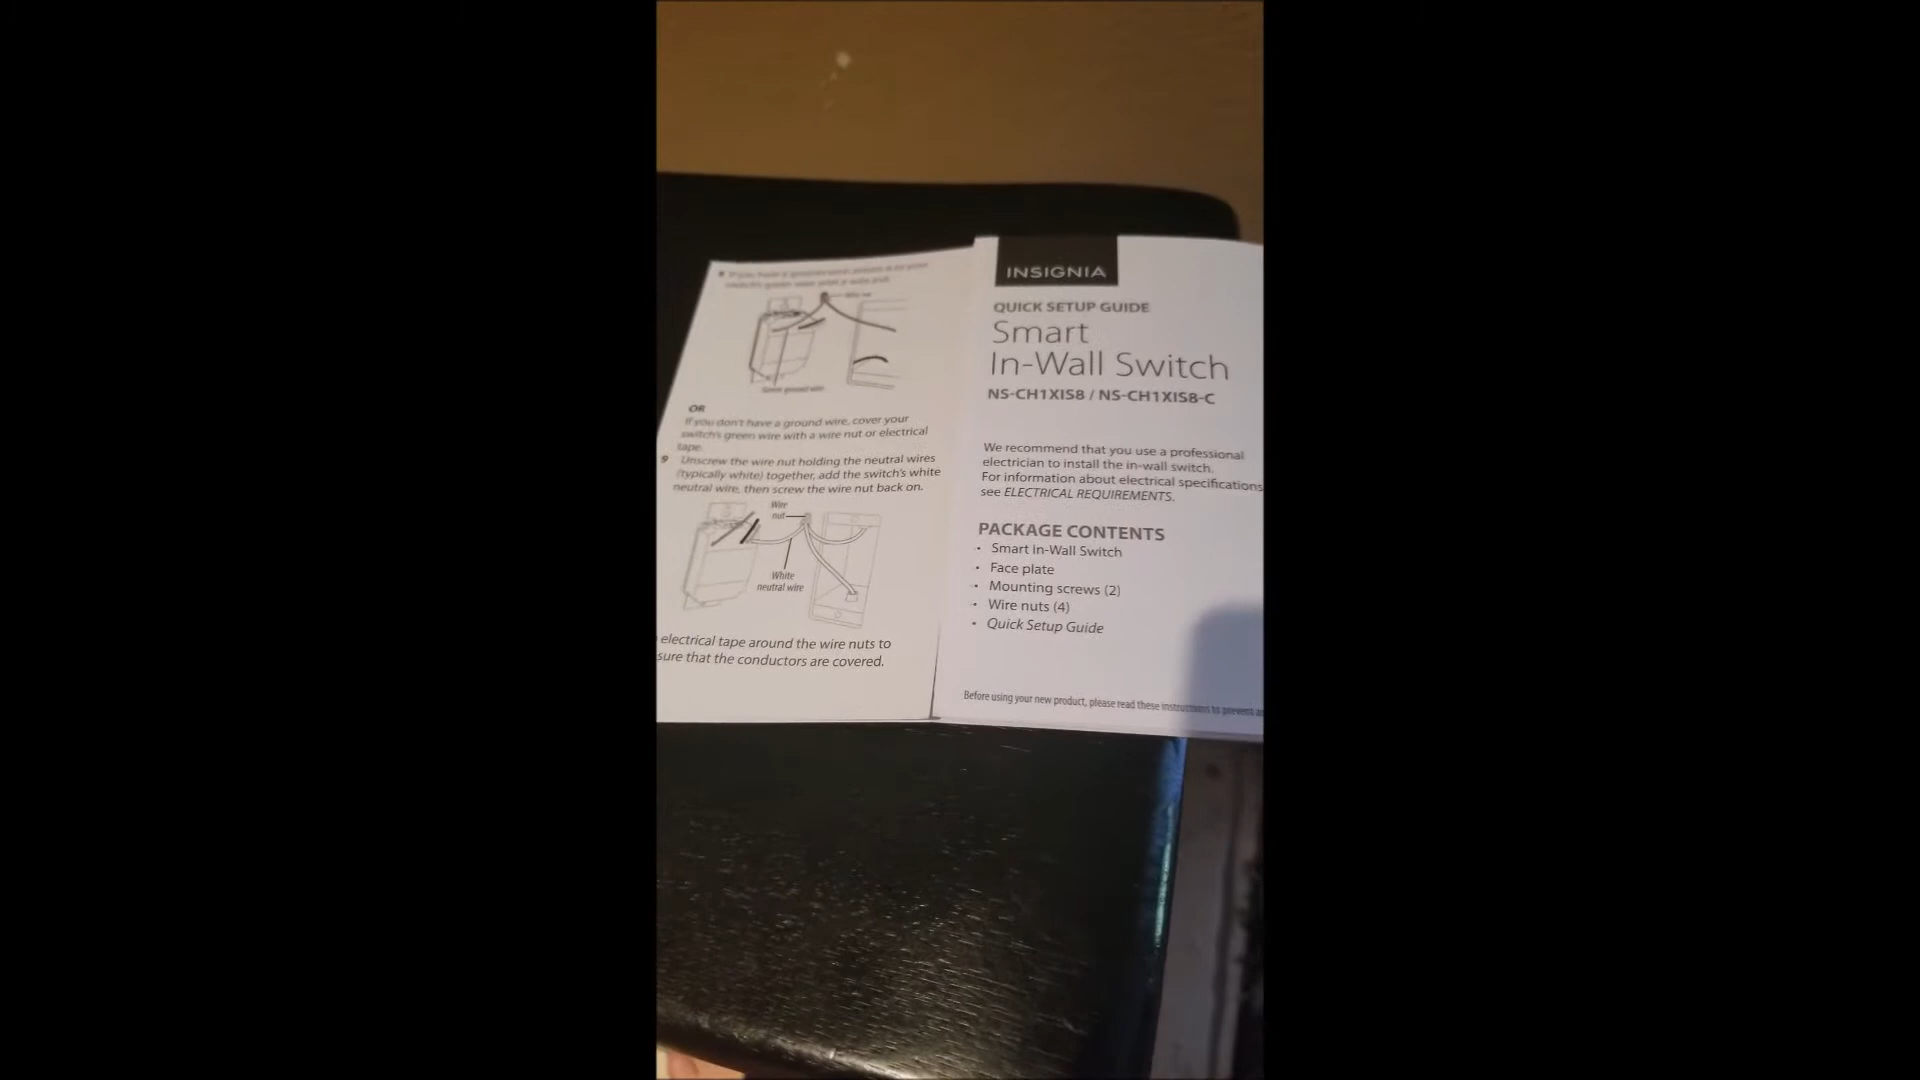 OR
If you don't have a ground wire, cover your
switch's green wire with a wire nut or electrical
tape.
9 Unscrew the wire nut holding the neutral wires
(typically white) together, add the switch's white
neutral wire, then screw the wire nut back on.
Wire
nut
White
neutral wire
electrical tape around the wire nuts to
sure that the conductors are covered.
INSIGNIA
QUICK SETUP GUIDE
Smart
In-Wall Switch
NS-CH1XIS8 / NS-CH1XIS8-C
We recommend that you use a professional
electrician to install the in-wall switch.
For information about electrical specifications
see ELECTRICAL REQUIREMENTS.
PACKAGE CONTENTS
• Smart In-Wall Switch
• Face plate
• Mounting screws (2)
• Wire nuts (4)
• Quick Setup Guide
Before using your new product, please read these instructions to prevent